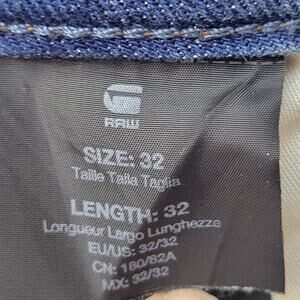 RAW
SIZE: 32
Taille Talla Taglia
LENGTH: 32
Longueur Largo Lunghezza
EU/US: 32/32
CN: 180/82A
MX: 32/32